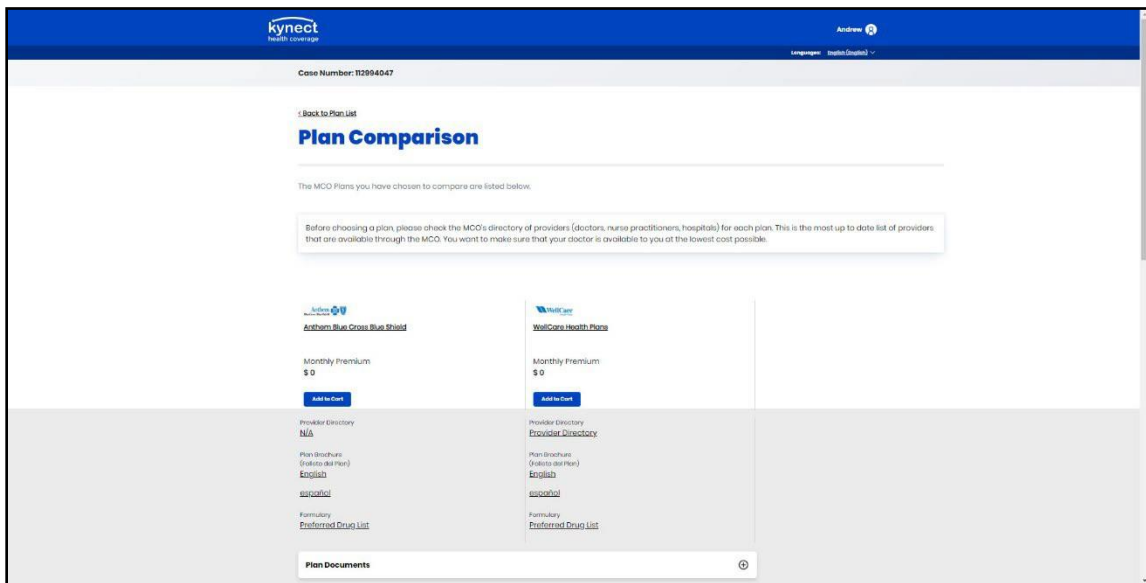 kynect
health coverage
Andrew
Languages: English (English)
Case Number: 112994047
< Back to Plan List
Plan Comparison
The MCO Plans you have chosen to compare are listed below.
Before choosing a plan, please check the MCO's directory of providers (doctors, nurse practitioners, hospitals) for each plan. This is the most up to date list of providers
that are available through the MCO. You want to make sure that your doctor is available to you at the lowest cost possible.
Anthem
WellCare
Anthem Blue Cross Blue Shield
WellCare Health Plans
Monthly Premium
Monthly Premium
$ 0
$ 0
Add to Cart
Add to Cart
Provider Directory
Provider Directory
N/A
Provider Directory
Plan Brochure
Plan Brochure
(Folleto del Plan)
(Folleto del Plan)
English
English
español
español
Formulary
Formulary
Preferred Drug List
Preferred Drug List
Plan Documents